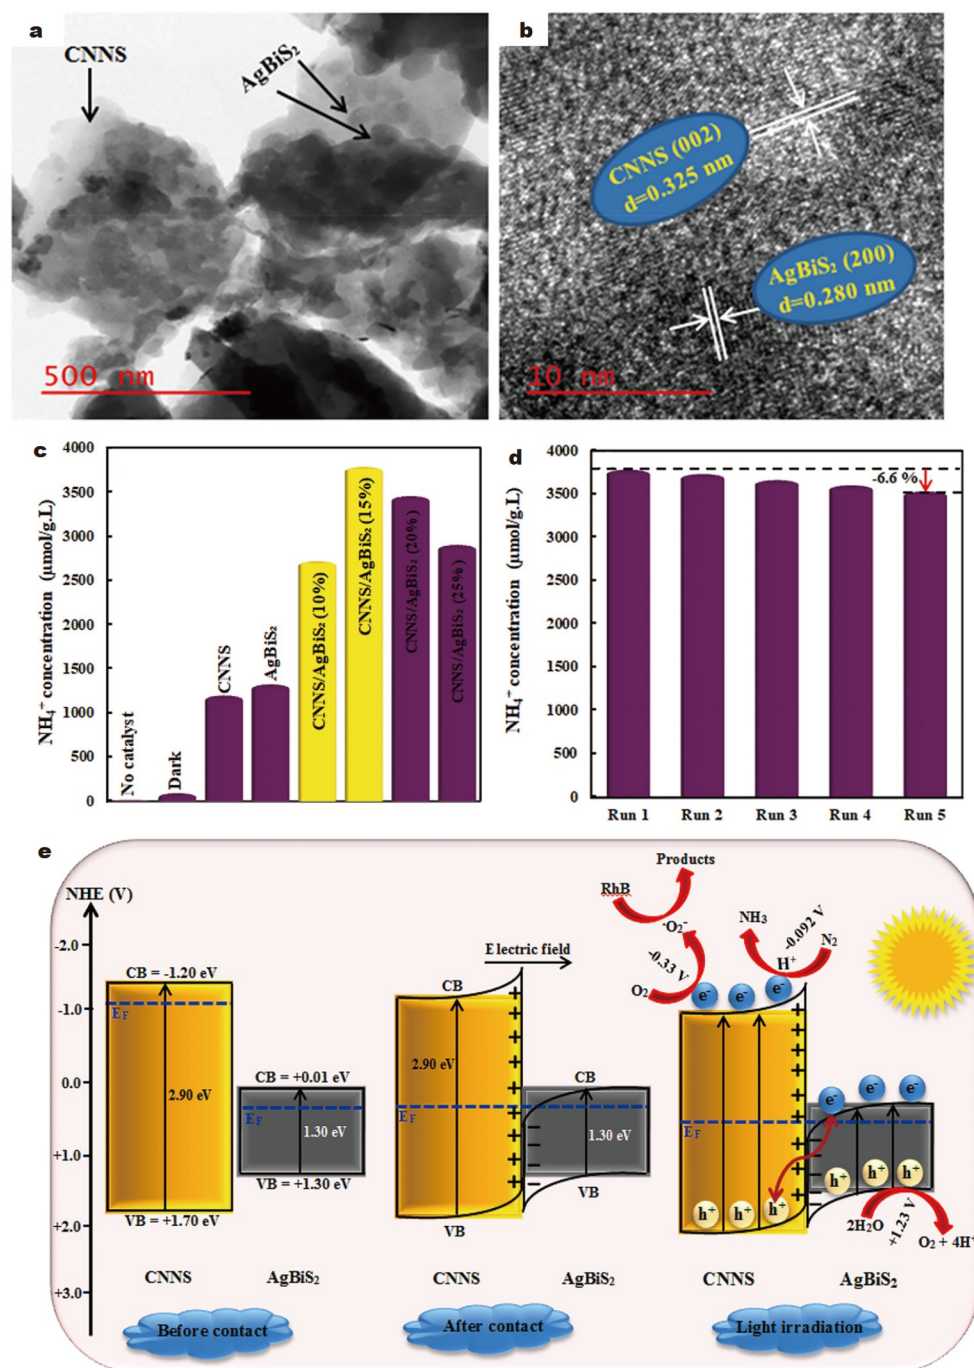 a
CNNS
AgBiS₂
500 nm
b
CNNS (002)
d=0.325 nm
AgBiS₂ (200)
d=0.280 nm
10 nm
c
NH₄⁺ concentration (μmol/g.L)
4000
3500
3000
2500
2000
1500
1000
500
0
No catalyst
Dark
CNNS
AgBiS₂
CNNS/AgBiS₂ (10%)
CNNS/AgBiS₂ (15%)
CNNS/AgBiS₂ (20%)
CNNS/AgBiS₂ (25%)
d
NH₄⁺ concentration (μmol/g.L)
4000
3500
3000
2500
2000
1500
1000
500
0
-6.6 %
Run 1
Run 2
Run 3
Run 4
Run 5
e
NHE (V)
-2.0
-1.0
0.0
+1.0
+2.0
+3.0
CB = -1.20 eV
E_F
2.90 eV
VB = +1.70 eV
CNNS
CB = +0.01 eV
E_F
1.30 eV
VB = +1.30 eV
AgBiS₂
Before contact
Electric field
CB
2.90 eV
E_F
VB
CNNS
+ + + + + + + + + + +
CB
1.30 eV
VB
AgBiS₂
After contact
Products
RhB
·O₂⁻
-0.33 V
O₂
NH₃
-0.092 V
H⁺
N₂
e⁻ e⁻ e⁻
E_F
h⁺ h⁺ h⁺
CNNS
e⁻ e⁻ e⁻
h⁺ h⁺ h⁺
2H₂O
+1.23 V
O₂ + 4H⁺
AgBiS₂
Light irradiation